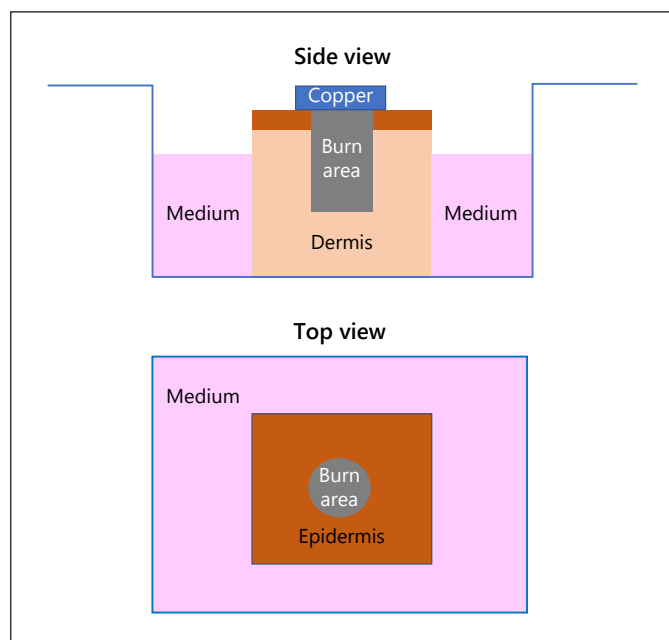 Side view
Copper
Burn
area
Medium
Medium
Dermis
Top view
Medium
Burn
area
Epidermis